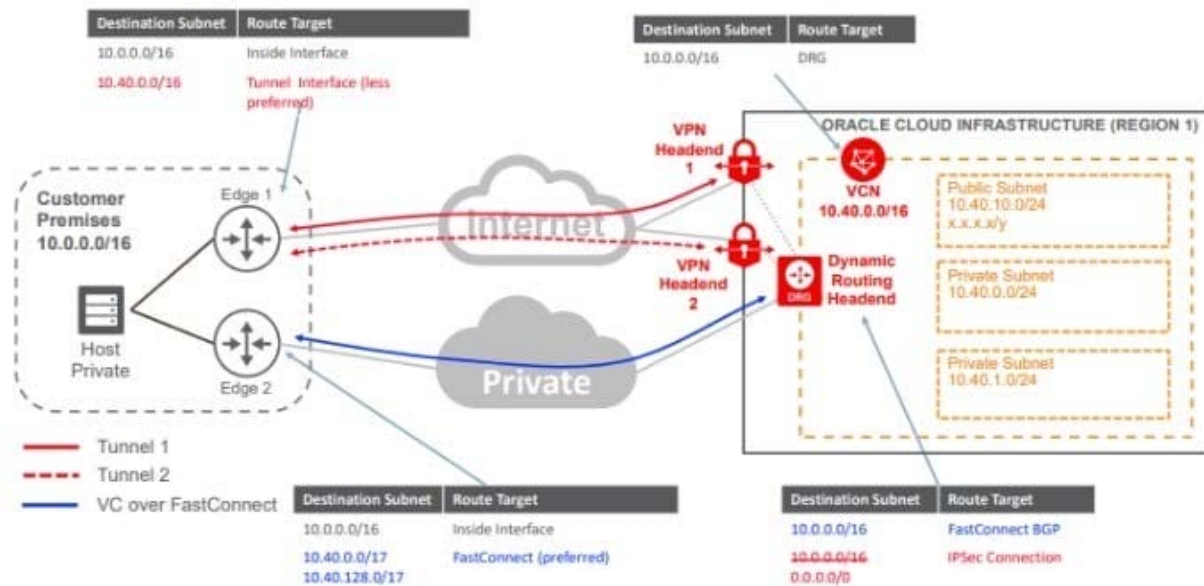 Destination Subnet Route Target
10.0.0.0/16 Inside Interface
10.40.0.0/16 Tunnel Interface (less
preferred)
Destination Subnet Route Target
10.0.0.0/16 DRG
ORACLE CLOUD INFRASTRUCTURE (REGION 1)
Customer
Premises
10.0.0.0/16
Edge 1
Host
Private
Edge 2
Internet
Private
VPN
Headend
1
VPN
Headend
2
VCN
10.40.0.0/16
DRG
Dynamic
Routing
Headend
Public Subnet
10.40.10.0/24
x.x.x.x/y
Private Subnet
10.40.0.0/24
Private Subnet
10.40.1.0/24
Tunnel 1
Tunnel 2
VC over FastConnect
Destination Subnet Route Target
10.0.0.0/16 Inside Interface
10.40.0.0/17 FastConnect (preferred)
10.40.128.0/17
Destination Subnet Route Target
10.0.0.0/16 FastConnect BGP
10.0.0.0/16 IPSec Connection
0.0.0.0/0